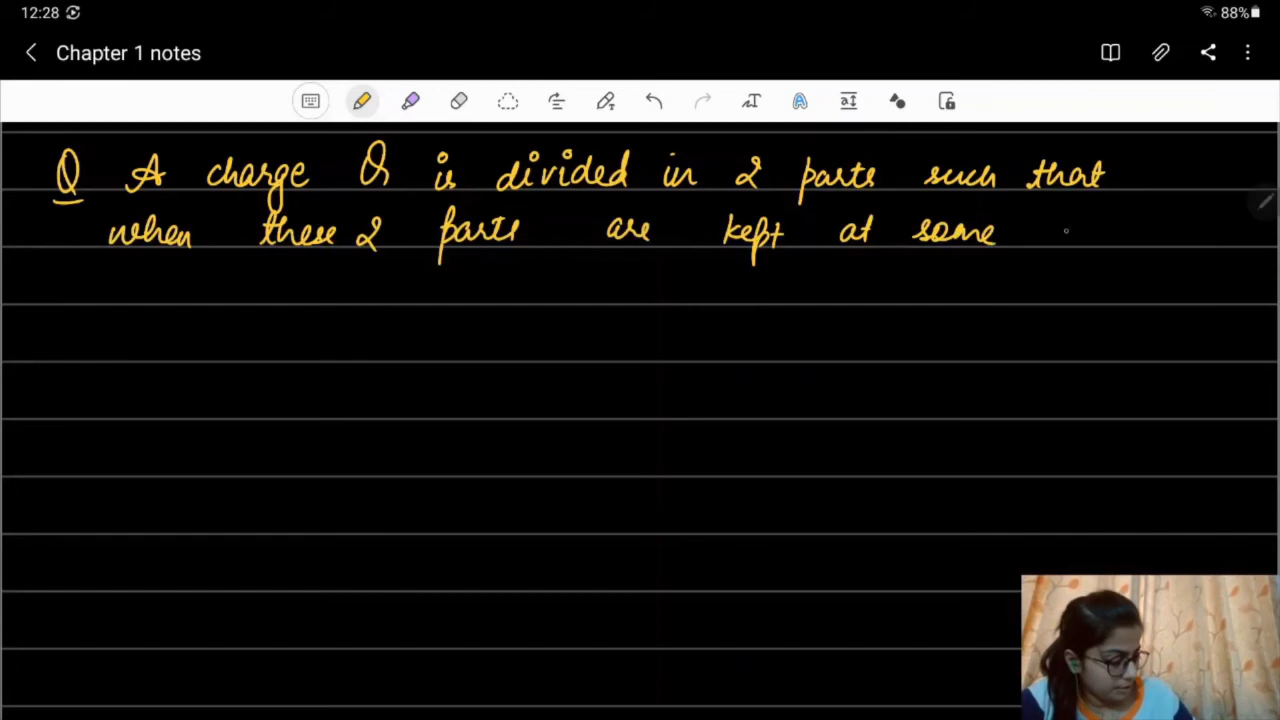 12:28 88%
Chapter 1 notes
Q A charge Q is divided in 2 parts such that
when these 2 parts are kept at some